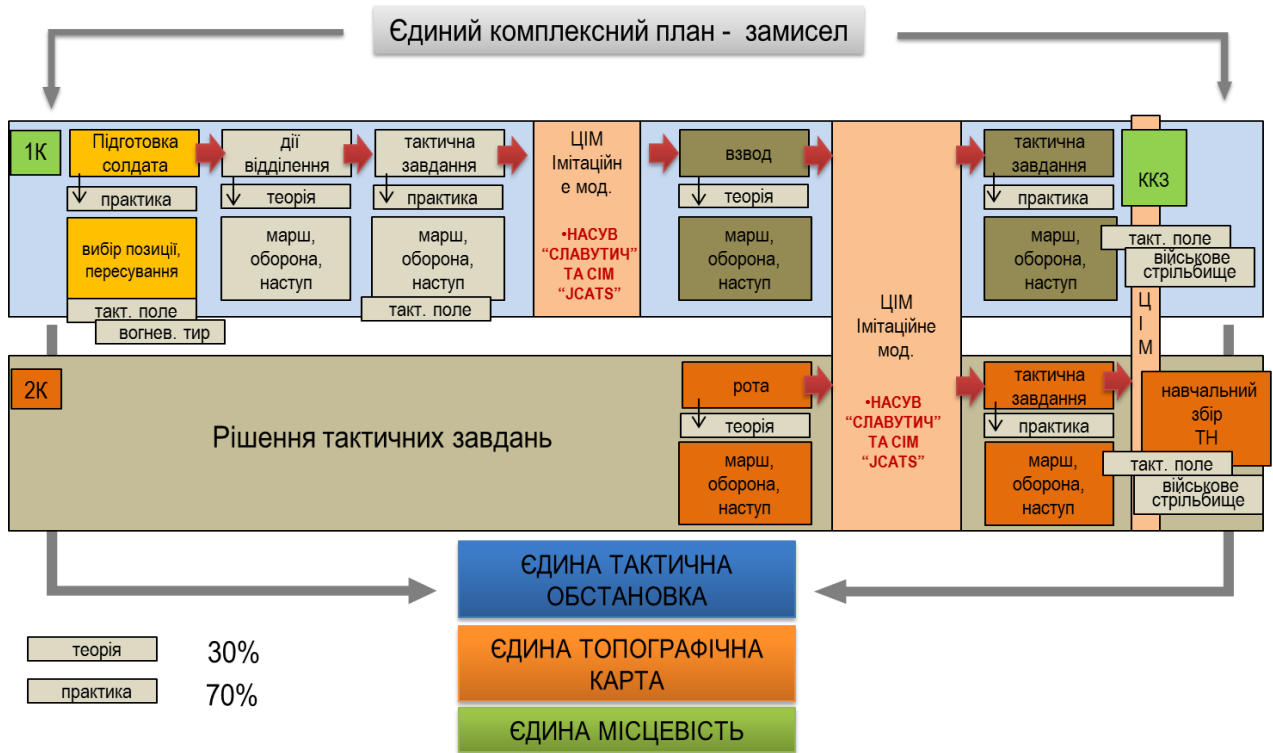 Єдиний комплексний план - замисел
1К
Підготовка
солдата
практика
вибір позиції,
пересування
такт. поле
вогнев. тир
дії
відділення
теорія
марш,
оборона,
наступ
тактична
завдання
практика
марш,
оборона,
наступ
такт. поле
ЦІМ
Імітаційн
е мод.
•НАСУВ
“СЛАВУТИЧ”
ТА СІМ
“JCATS”
взвод
теорія
марш,
оборона,
наступ
ЦІМ
Імітаційне
мод.
•НАСУВ
“СЛАВУТИЧ”
ТА СІМ
“JCATS”
тактична
завдання
практика
марш,
оборона,
наступ
ККЗ
такт. поле
військове
стрільбище
Ц
І
М
2К
Рішення тактичних завдань
рота
теорія
марш,
оборона,
наступ
тактична
завдання
практика
марш,
оборона,
наступ
навчальний
збір
ТН
такт. поле
військове
стрільбище
ЄДИНА ТАКТИЧНА
ОБСТАНОВКА
ЄДИНА ТОПОГРАФІЧНА
КАРТА
ЄДИНА МІСЦЕВІСТЬ
теорія 30%
практика 70%